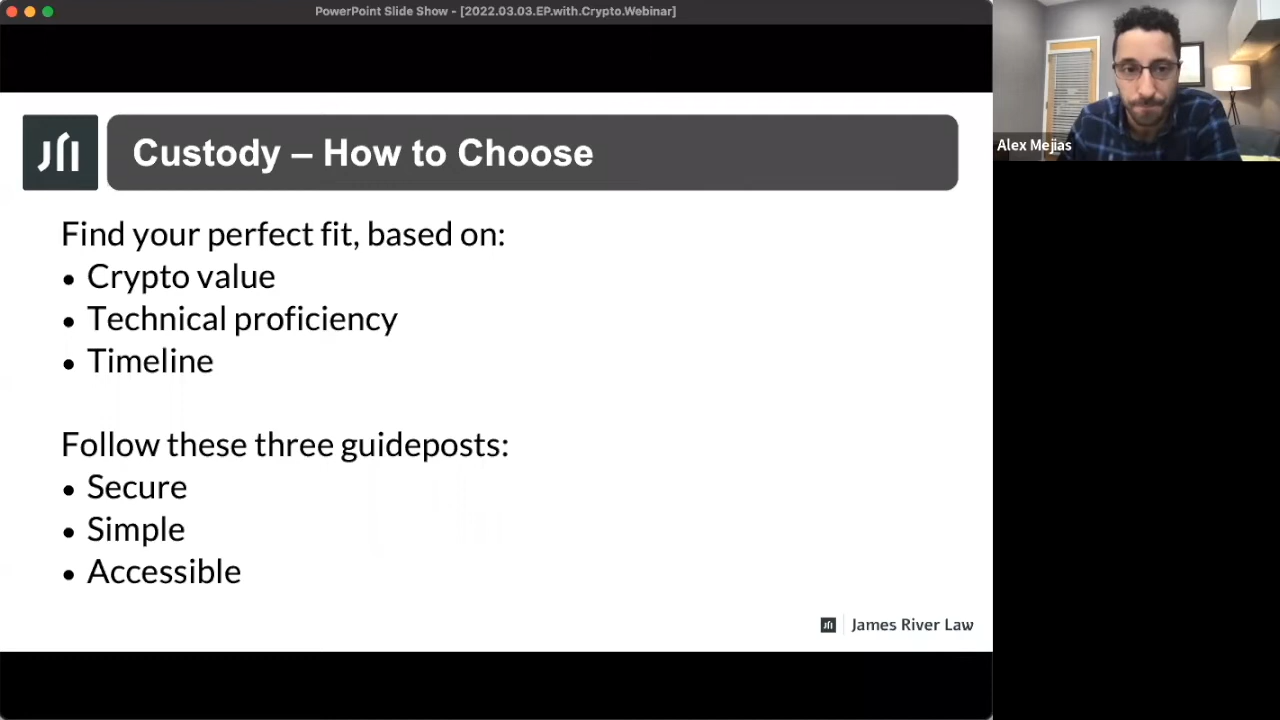 PowerPoint Slide Show - [2022.03.03.EP.with.Crypto.Webinar]
Custody – How to Choose
Find your perfect fit, based on:
• Crypto value
• Technical proficiency
• Timeline
Follow these three guideposts:
• Secure
• Simple
• Accessible
James River Law
Alex Mejias